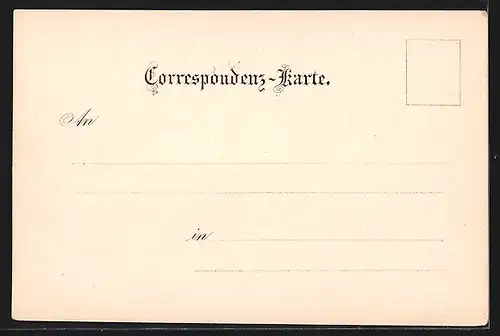 Correspondenz-Karte.
An
in